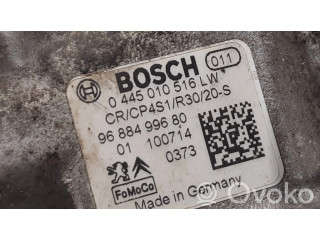 BOSCH
011
0 445 010 516 LW
CR/CP4S1/R30/20-S
96 884 996 80
01 100714
0373
FoMoCo
Made in Germany
Ovoko